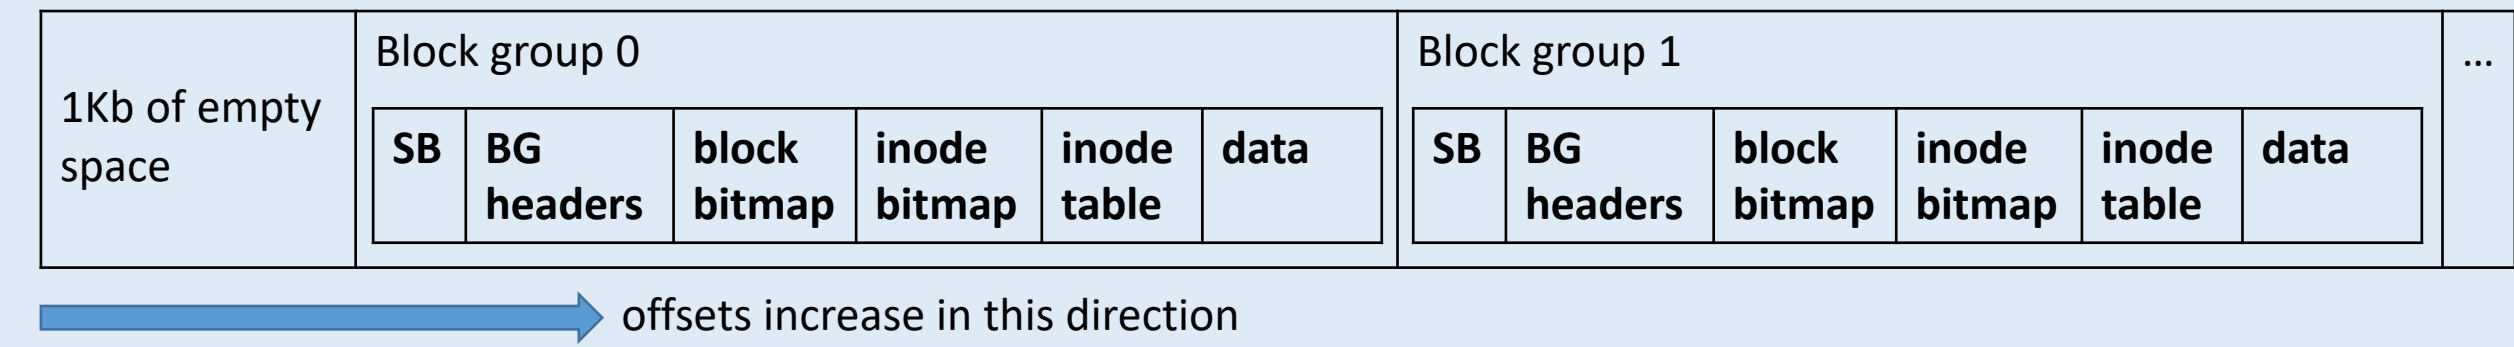 1Kb of empty
space
Block group 0
SB
BG
headers
block
bitmap
inode
bitmap
inode
table
data
Block group 1
SB
BG
headers
block
bitmap
inode
bitmap
inode
table
data
...
offsets increase in this direction